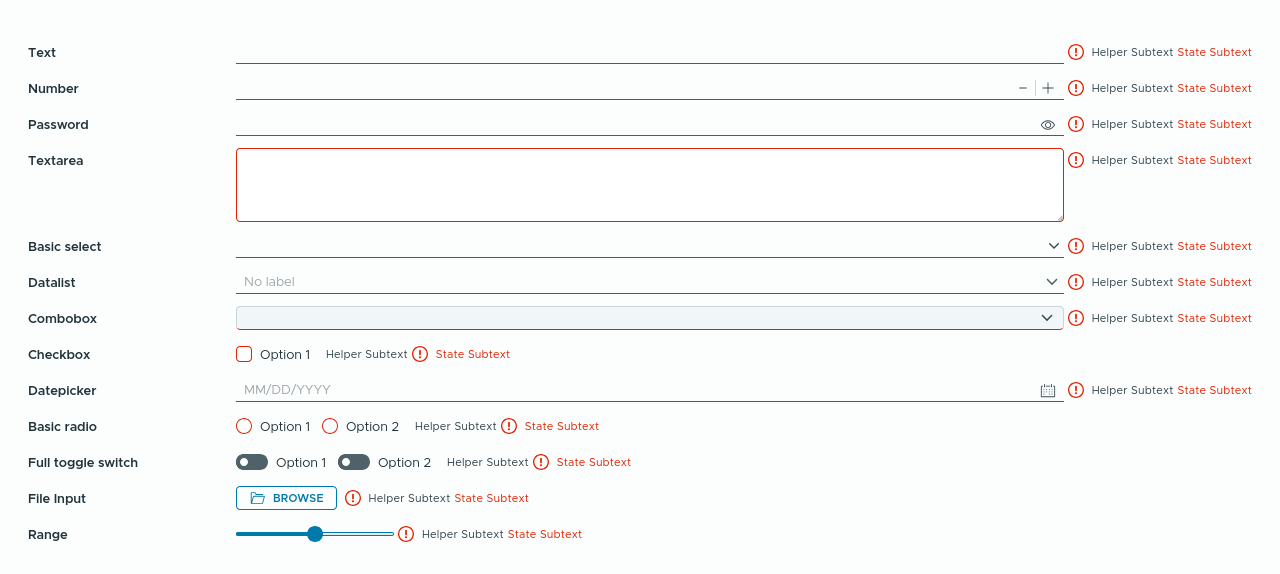 Text Helper Subtext State Subtext
Number Helper Subtext State Subtext
Password Helper Subtext State Subtext
Textarea Helper Subtext State Subtext
Basic select Helper Subtext State Subtext
Datalist No label Helper Subtext State Subtext
Combobox Helper Subtext State Subtext
Checkbox Option 1 Helper Subtext State Subtext
Datepicker MM/DD/YYYY Helper Subtext State Subtext
Basic radio Option 1 Option 2 Helper Subtext State Subtext
Full toggle switch Option 1 Option 2 Helper Subtext State Subtext
File Input BROWSE Helper Subtext State Subtext
Range Helper Subtext State Subtext